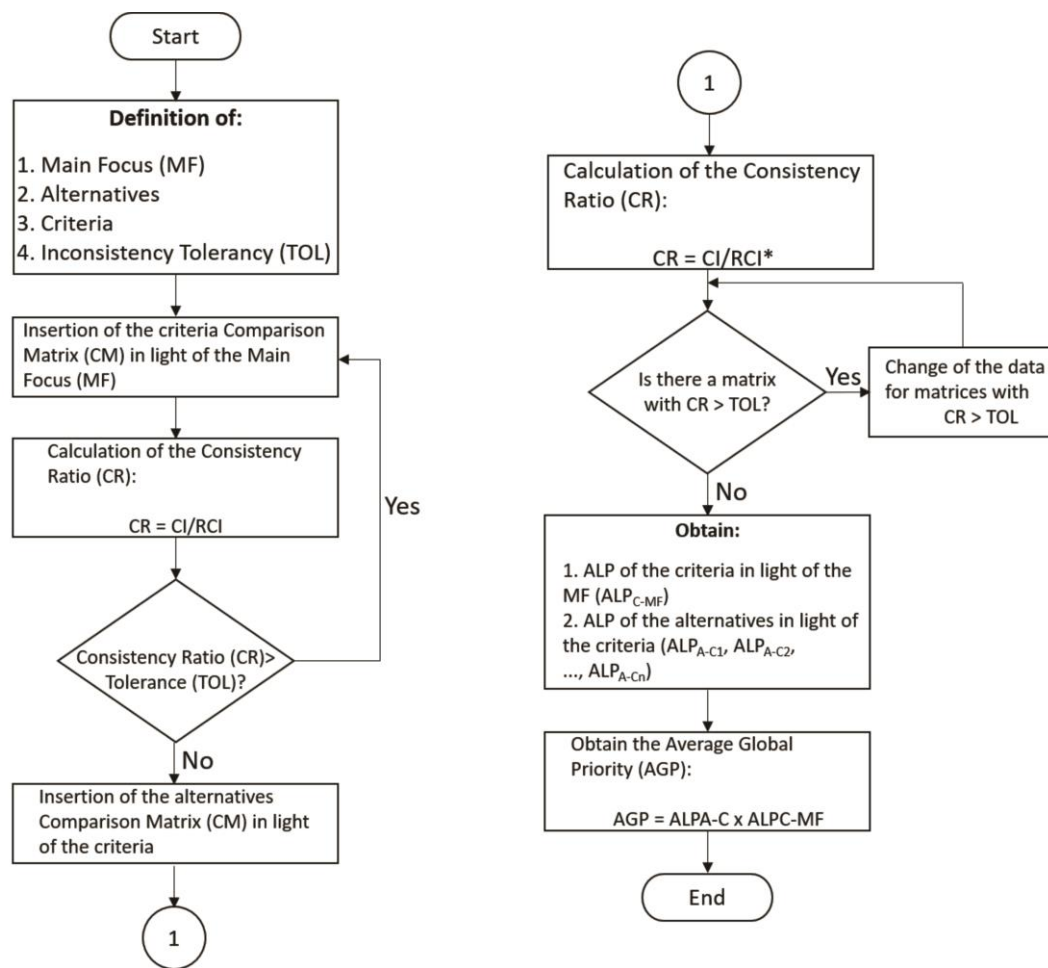 Start
Definition of:
1. Main Focus (MF)
2. Alternatives
3. Criteria
4. Inconsistency Tolerancy (TOL)
Insertion of the criteria Comparison
Matrix (CM) in light of the Main
Focus (MF)
Calculation of the Consistency
Ratio (CR):
CR = CI/RCI
Yes
Consistency Ratio (CR)>
Tolerance (TOL)?
No
Insertion of the alternatives
Comparison Matrix (CM) in light
of the criteria
1
1
Calculation of the Consistency
Ratio (CR):
CR = CI/RCI*
Is there a matrix
with CR > TOL?
Yes
Change of the data
for matrices with
CR > TOL
No
Obtain:
1. ALP of the criteria in light of the
MF (ALPC-MF)
2. ALP of the alternatives in light of
the criteria (ALPA-C1, ALPA-C2,
..., ALPA-Cn)
Obtain the Average Global
Priority (AGP):
AGP = ALPA-C x ALPC-MF
End